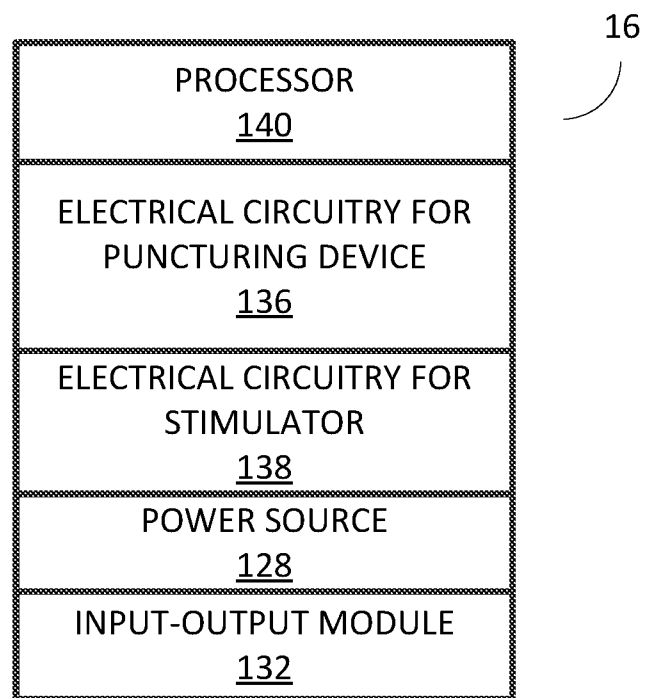 16
PROCESSOR
140
ELECTRICAL CIRCUITRY FOR
PUNCTURING DEVICE
136
ELECTRICAL CIRCUITRY FOR
STIMULATOR
138
POWER SOURCE
128
INPUT-OUTPUT MODULE
132